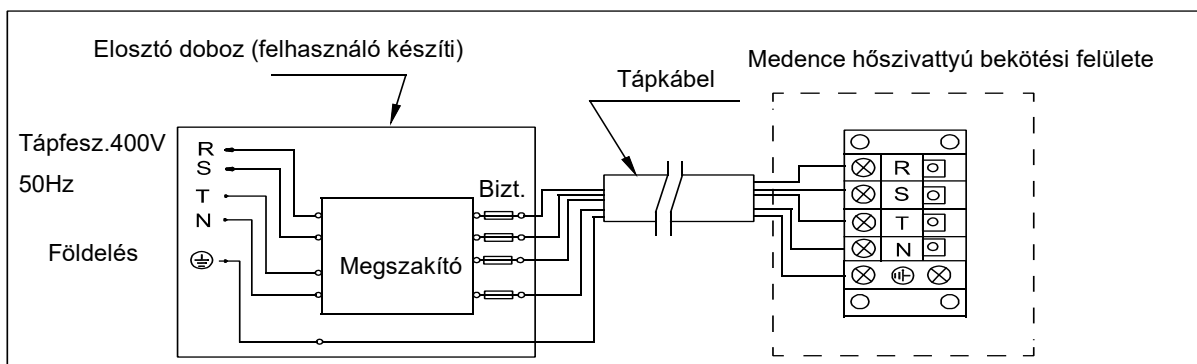 Elosztó doboz (felhasználó készíti)
Medence hőszivattyú bekötési felülete
Tápkábel
Tápfesz.400V
50Hz
Földelés
R
S
T
N
Megszakító
Bizt.
R
S
T
N